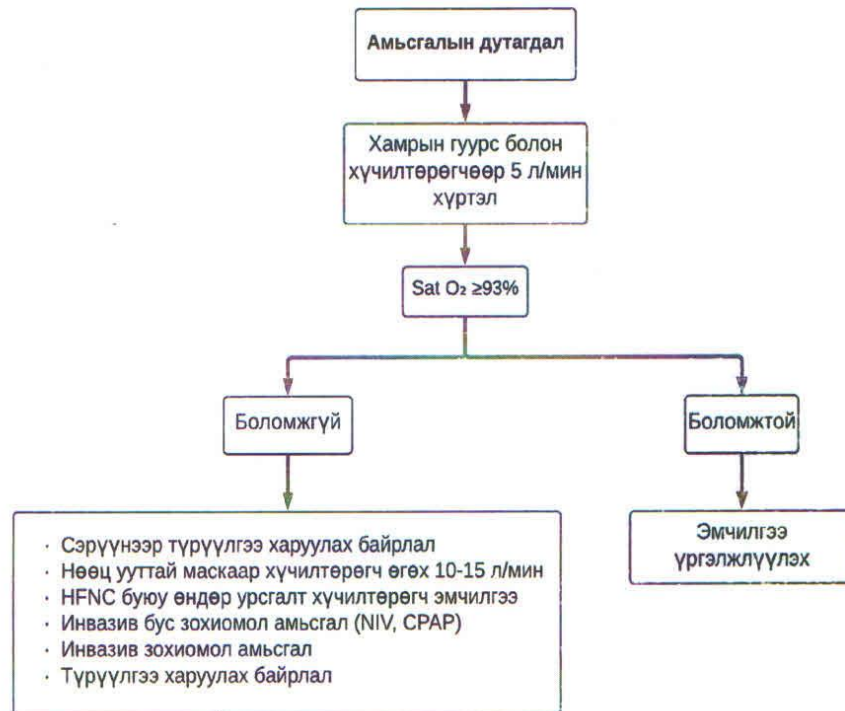 Амьсгалын дутагдал
Хамрын гуурс болон
хүчилтөрөгчөөр 5 л/мин
хүртэл
Sat O₂ ≥93%
Боломжгүй
Боломжтой
· Сэрүүнээр түрүүлгээ харуулах байрлал
· Нөөц ууттай маскаар хүчилтөрөгч өгөх 10-15 л/мин
· HFNC буюу өндөр урсгалт хүчилтөрөгч эмчилгээ
· Инвазив бус зохиомол амьсгал (NIV, CPAP)
· Инвазив зохиомол амьсгал
· Түрүүлгээ харуулах байрлал
Эмчилгээ
үргэлжлүүлэх